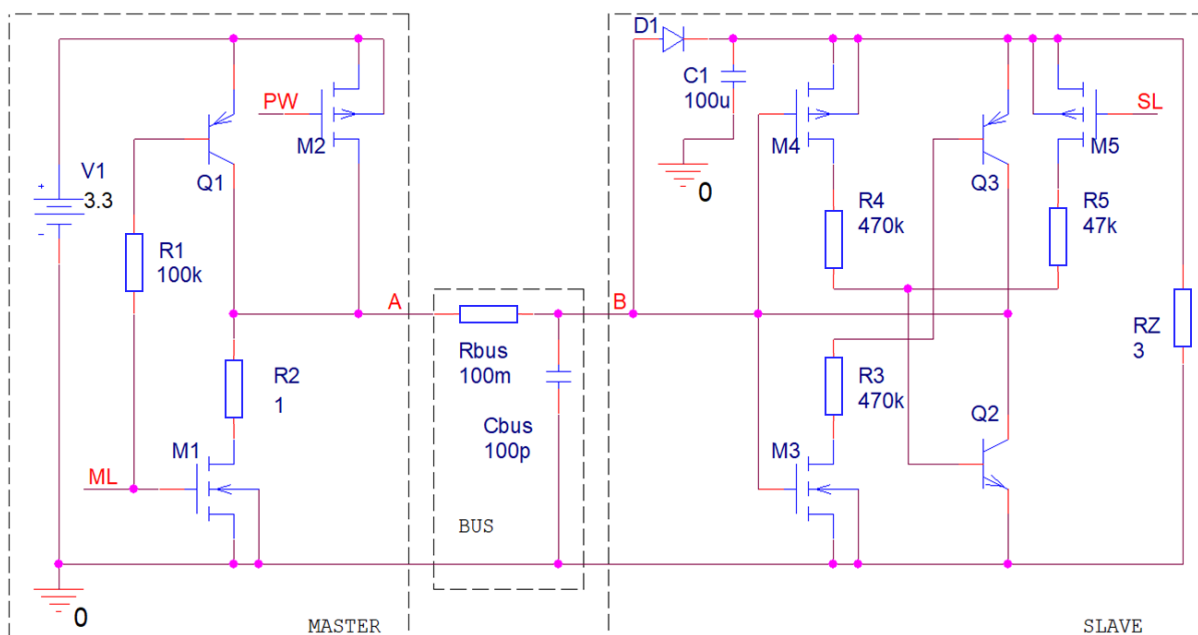 D1
C1
100u
PW
M2
M4
SL
M5
V1
3.3
+
-
Q1
0
Q3
R1
100k
R4
470k
R5
47k
A
B
Rbus
100m
RZ
3
R2
1
R3
470k
Cbus
100p
Q2
M1
ML
M3
BUS
0
MASTER
SLAVE